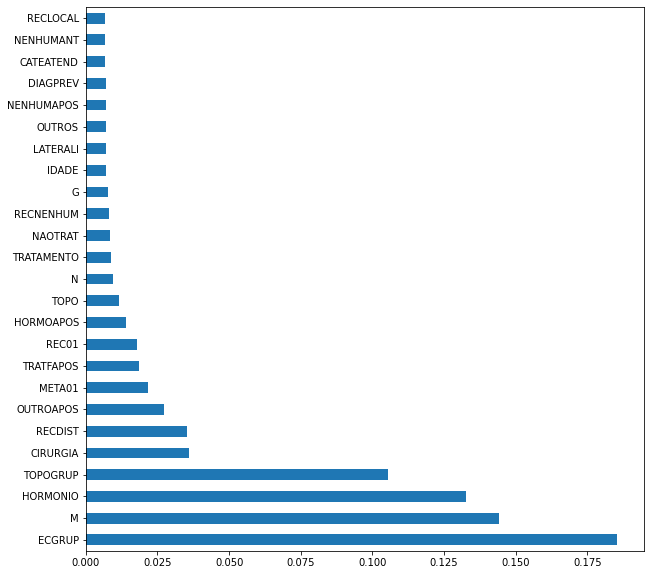 RECLOCAL
NENHUMANT
CATEATEND
DIAGPREV
NENHUMAPOS
OUTROS
LATERALI
IDADE
G
RECNENHUM
NAOTRAT
TRATAMENTO
N
TOPO
HORMOAPOS
REC01
TRATFAPOS
META01
OUTROAPOS
RECDIST
CIRURGIA
TOPOGRUP
HORMONIO
M
ECGRUP
0.000 0.025 0.050 0.075 0.100 0.125 0.150 0.175